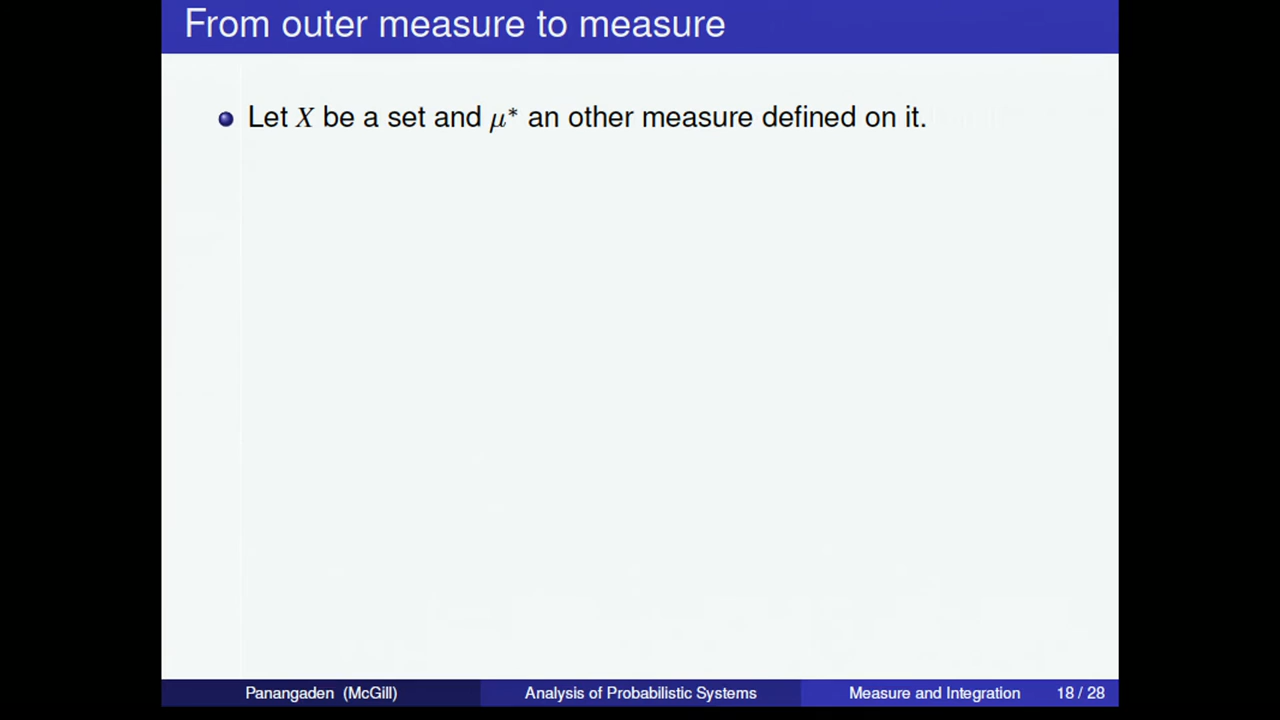 From outer measure to measure
Let X be a set and μ* an other measure defined on it.
Panangaden (McGill) Analysis of Probabilistic Systems Measure and Integration 18 / 28